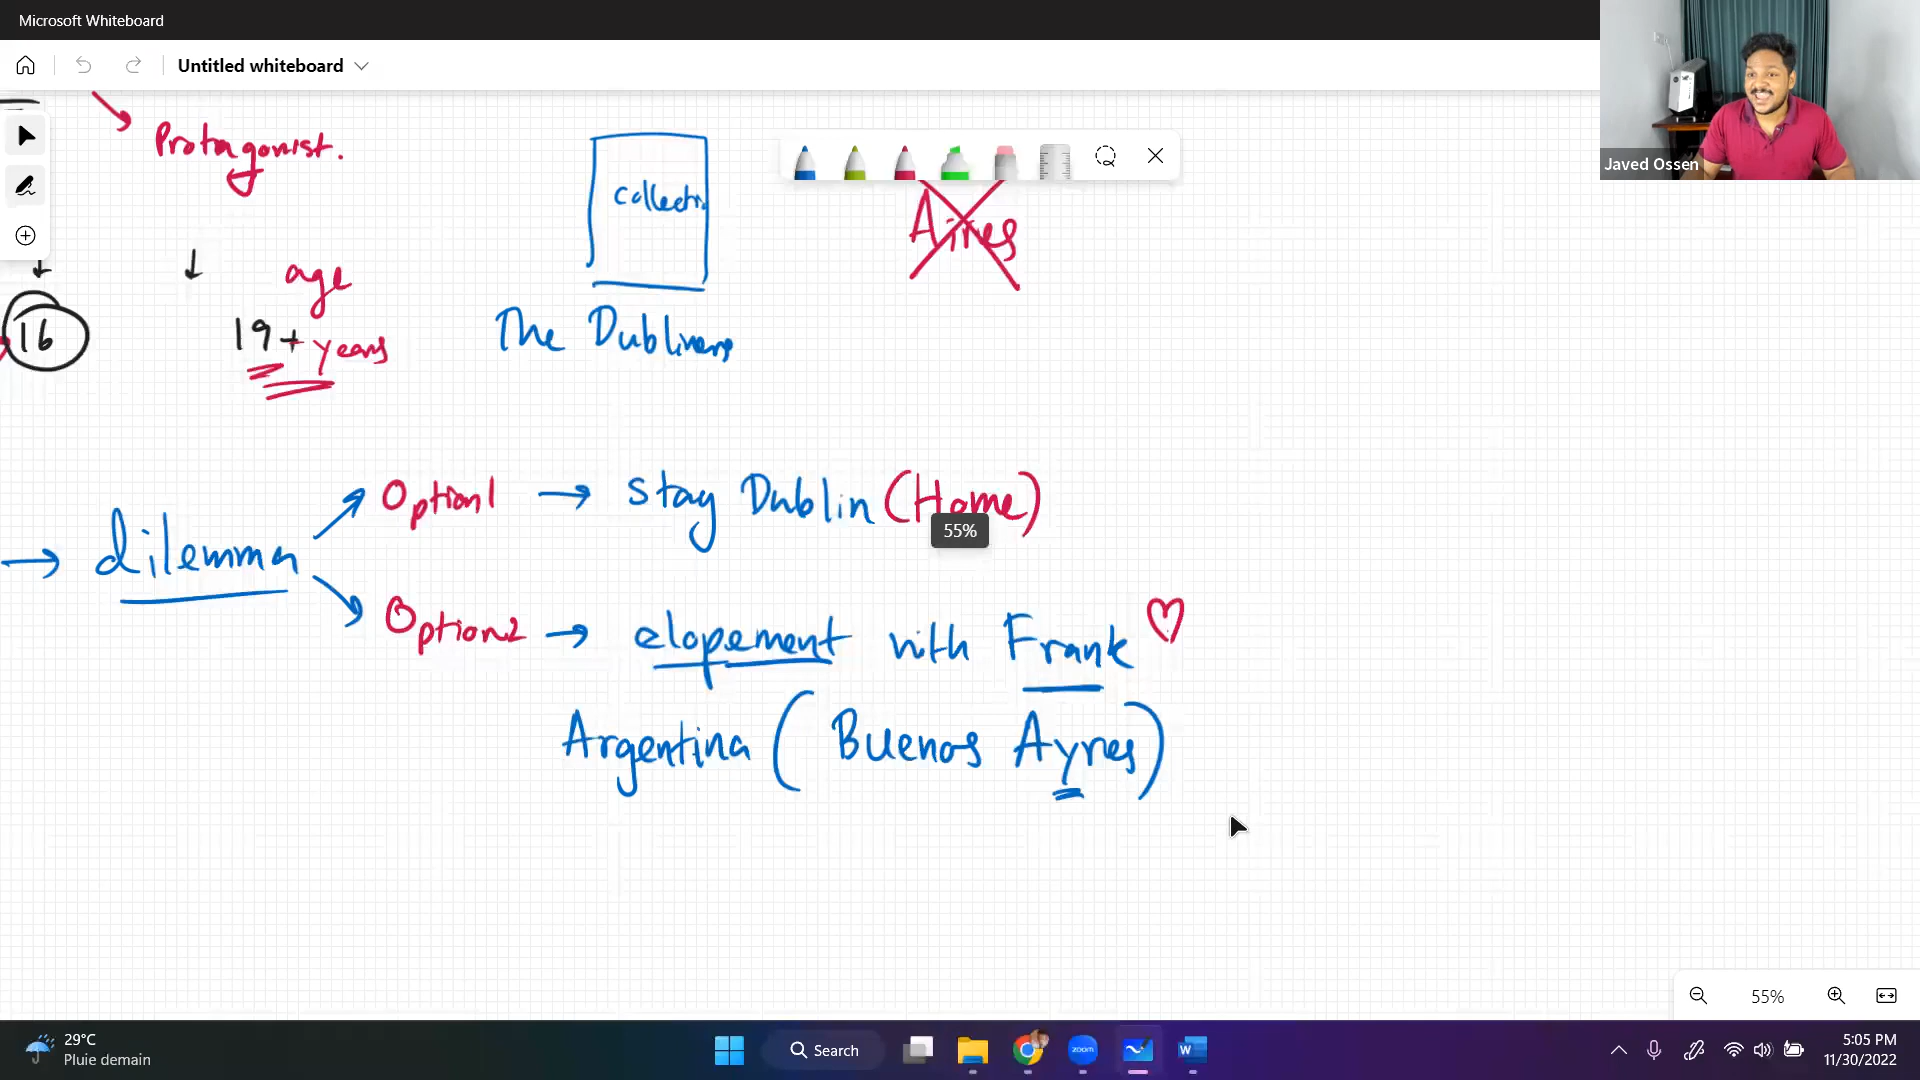 Microsoft Whiteboard
Untitled whiteboard
Javed Ossen
Protagonist.
collectn
Aires
age
16
19+ years
The Dubliners
Option1 → Stay Dublin (Home)
55%
→ dilemma
Option2 → elopement with Frank
Argentina (Buenos Ayres)
55%
29°C
Pluie demain
Search
zoom
5:05 PM
11/30/2022